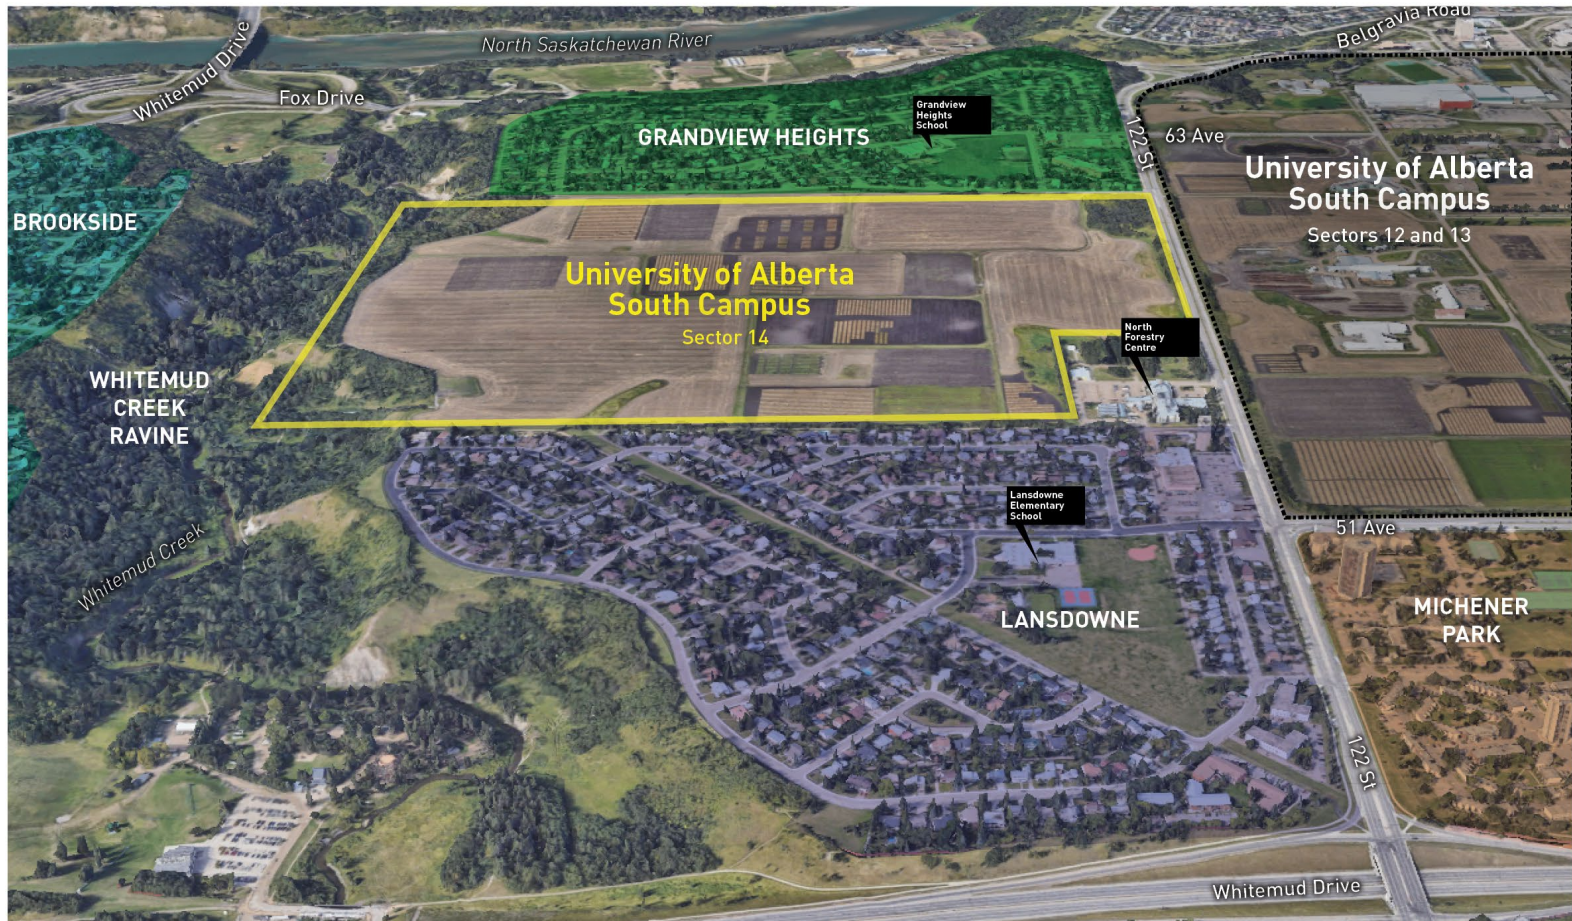 Belgravia Road
North Saskatchewan River
Whitemud Drive
Fox Drive
Grandview
Heights
School
GRANDVIEW HEIGHTS
122 St
63 Ave
University of Alberta
South Campus
Sectors 12 and 13
BROOKSIDE
University of Alberta
South Campus
Sector 14
North
Forestry
Centre
WHITEMUD
CREEK
RAVINE
Lansdowne
Elementary
School
51 Ave
Whitemud Creek
LANSDOWNE
MICHENER
PARK
122 St
Whitemud Drive